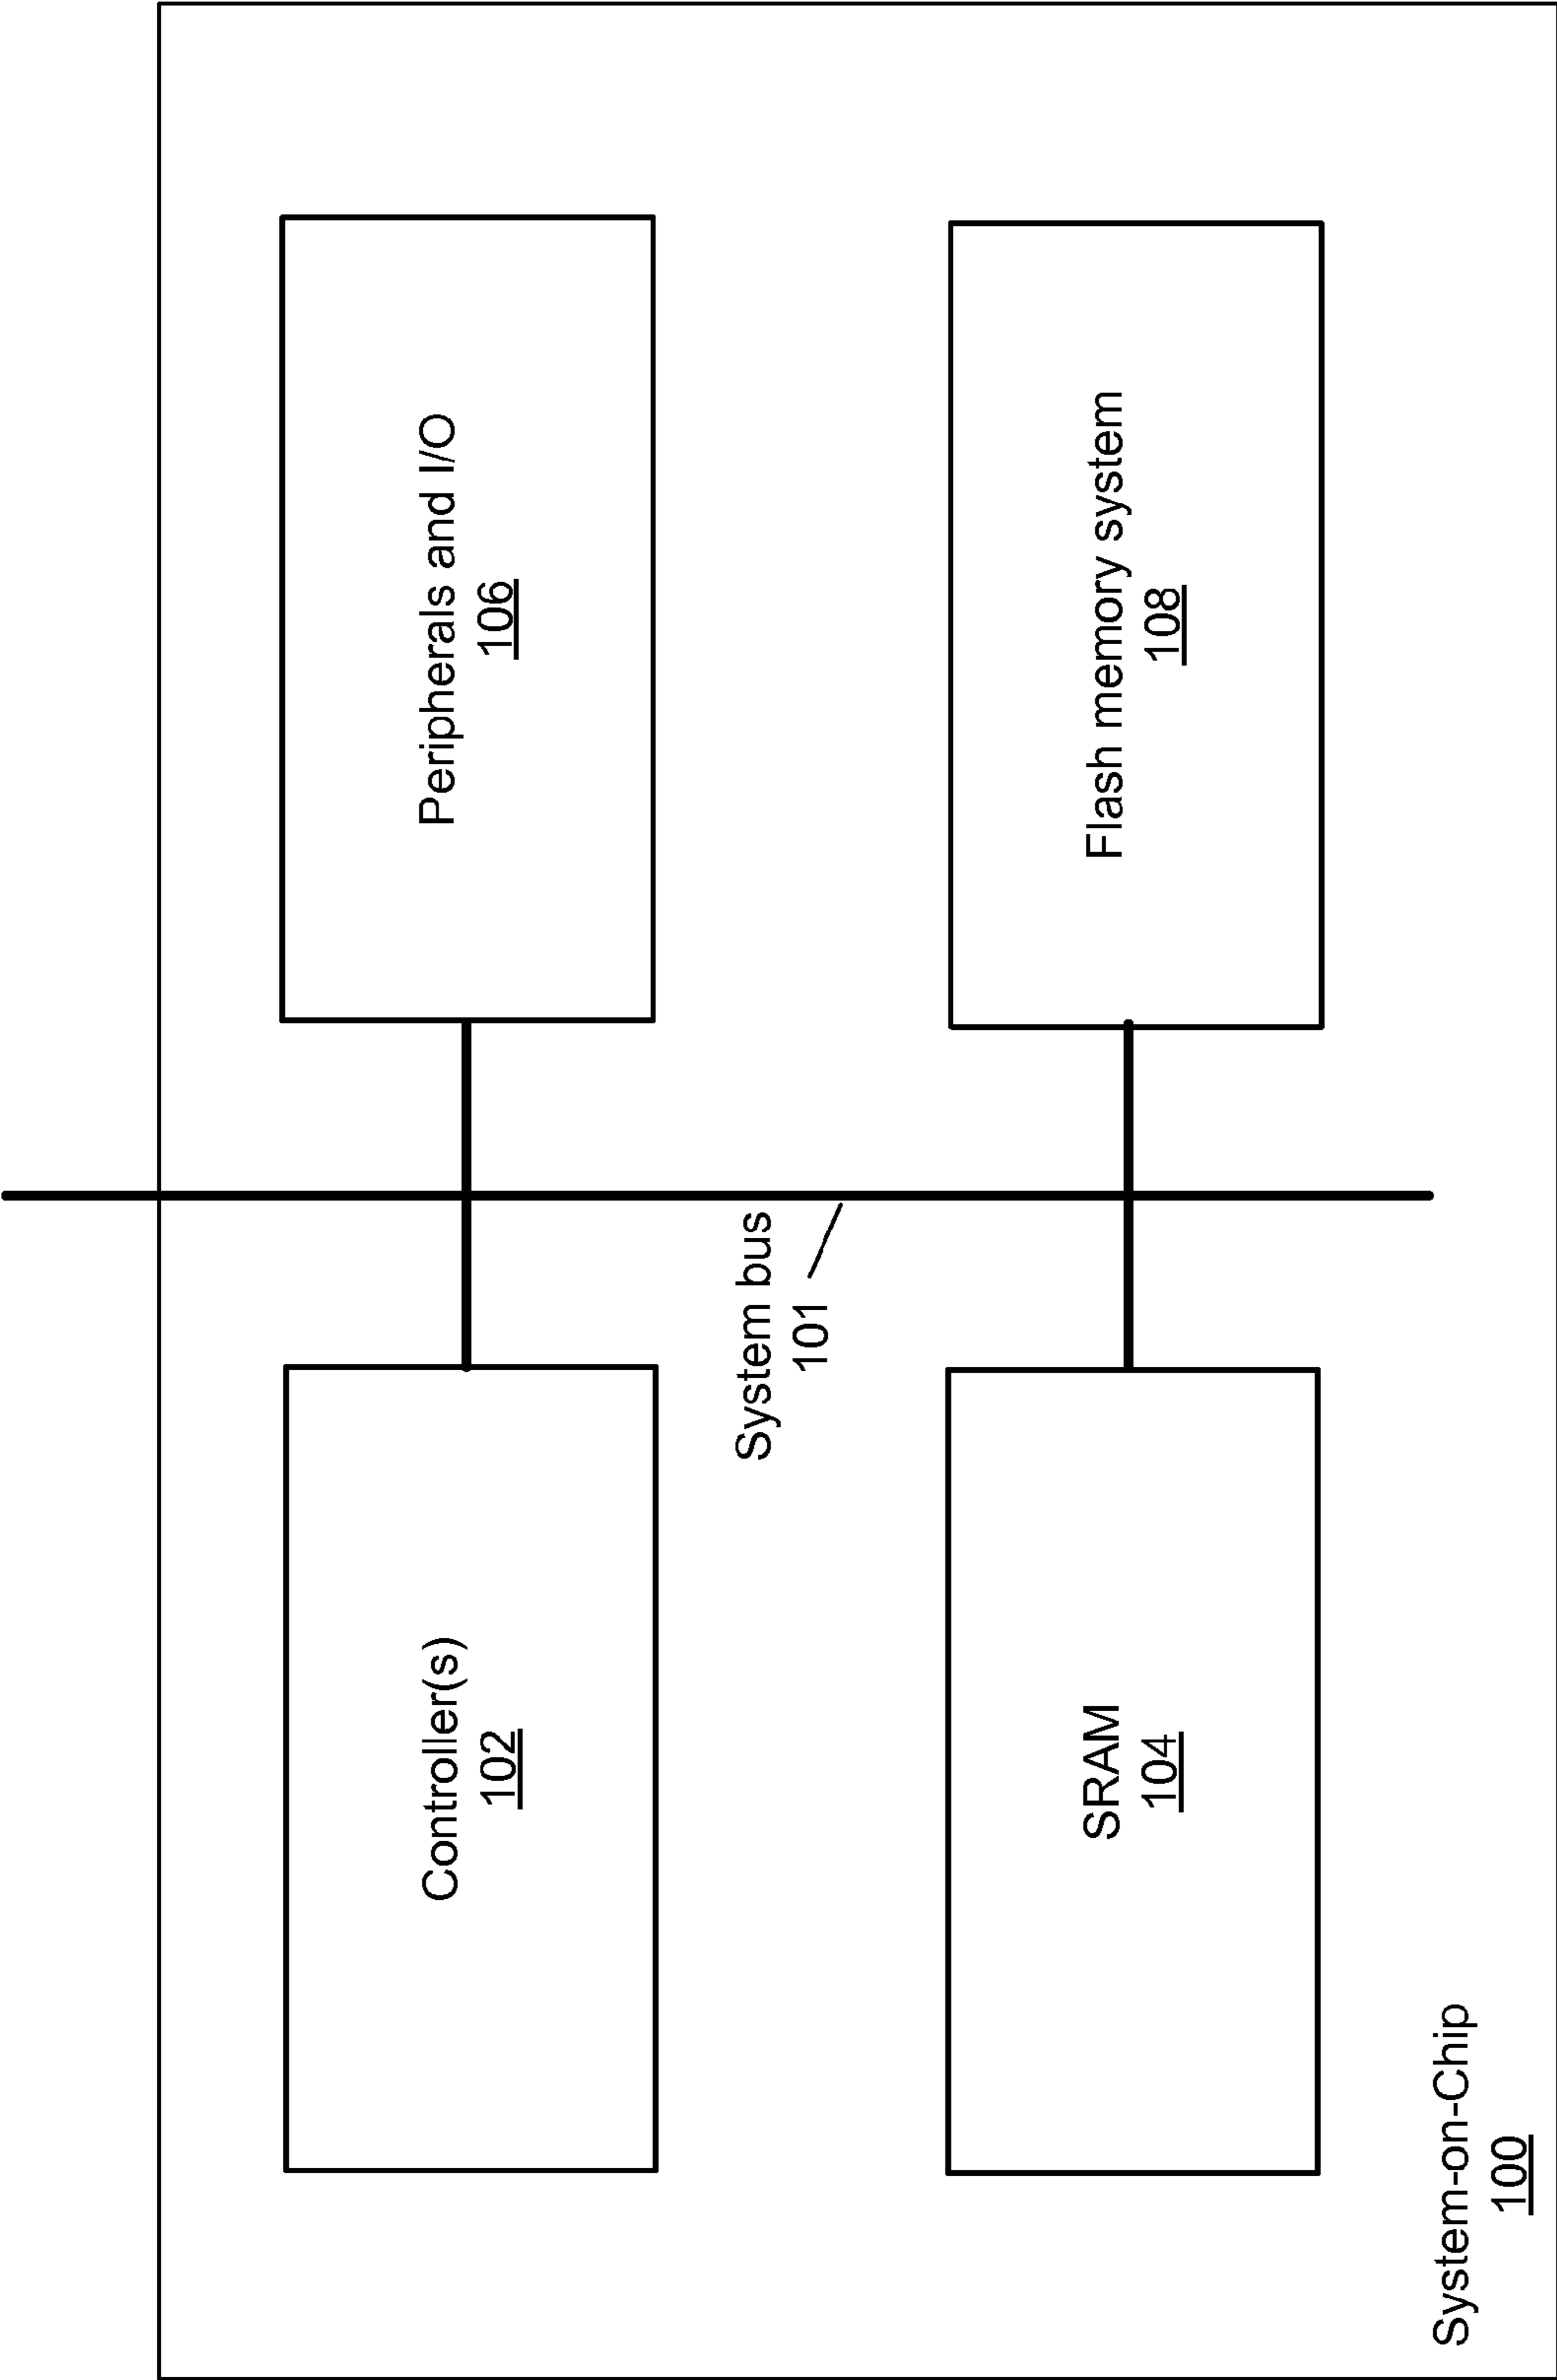 Controller(s)
102
Peripherals and I/O
106
System bus
101
SRAM
104
Flash memory system
108
System-on-Chip
100